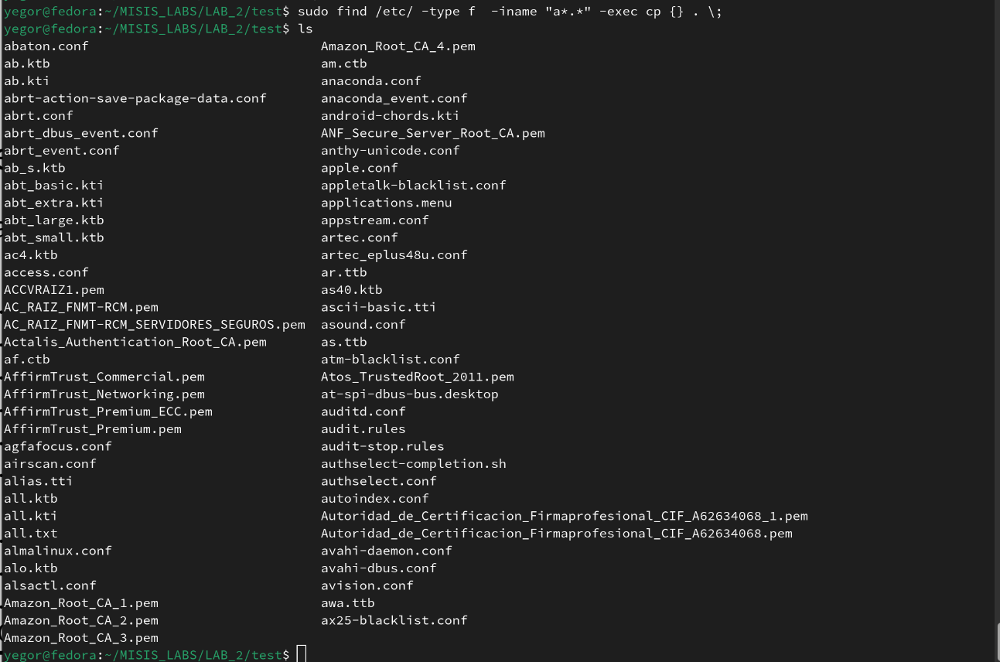 yegor@fedora:~/MISIS_LABS/LAB_2/test$ sudo find /etc/ -type f  -iname "a*.*" -exec cp {} . \;
yegor@fedora:~/MISIS_LABS/LAB_2/test$ ls
abaton.conf                            Amazon_Root_CA_4.pem
ab.ktb                                 am.ctb
ab.kti                                 anaconda.conf
abrt-action-save-package-data.conf     anaconda_event.conf
abrt.conf                              android-chords.kti
abrt_dbus_event.conf                   ANF_Secure_Server_Root_CA.pem
abrt_event.conf                        anthy-unicode.conf
ab_s.ktb                               apple.conf
abt_basic.kti                          appletalk-blacklist.conf
abt_extra.kti                          applications.menu
abt_large.ktb                          appstream.conf
abt_small.ktb                          artec.conf
ac4.ktb                                artec_eplus48u.conf
access.conf                            ar.ttb
ACCVRAIZ1.pem                          as40.ktb
AC_RAIZ_FNMT-RCM.pem                   ascii-basic.tti
AC_RAIZ_FNMT-RCM_SERVIDORES_SEGUROS.pem  asound.conf
Actalis_Authentication_Root_CA.pem     as.ttb
af.ctb                                 atm-blacklist.conf
AffirmTrust_Commercial.pem             Atos_TrustedRoot_2011.pem
AffirmTrust_Networking.pem             at-spi-dbus-bus.desktop
AffirmTrust_Premium_ECC.pem            auditd.conf
AffirmTrust_Premium.pem                audit.rules
agfafocus.conf                         audit-stop.rules
airscan.conf                           authselect-completion.sh
alias.tti                              authselect.conf
all.ktb                                autoindex.conf
all.kti                                Autoridad_de_Certificacion_Firmaprofesional_CIF_A62634068_1.pem
all.txt                                Autoridad_de_Certificacion_Firmaprofesional_CIF_A62634068.pem
almalinux.conf                         avahi-daemon.conf
alo.ktb                                avahi-dbus.conf
alsactl.conf                           avision.conf
Amazon_Root_CA_1.pem                   awa.ttb
Amazon_Root_CA_2.pem                   ax25-blacklist.conf
Amazon_Root_CA_3.pem
yegor@fedora:~/MISIS_LABS/LAB_2/test$